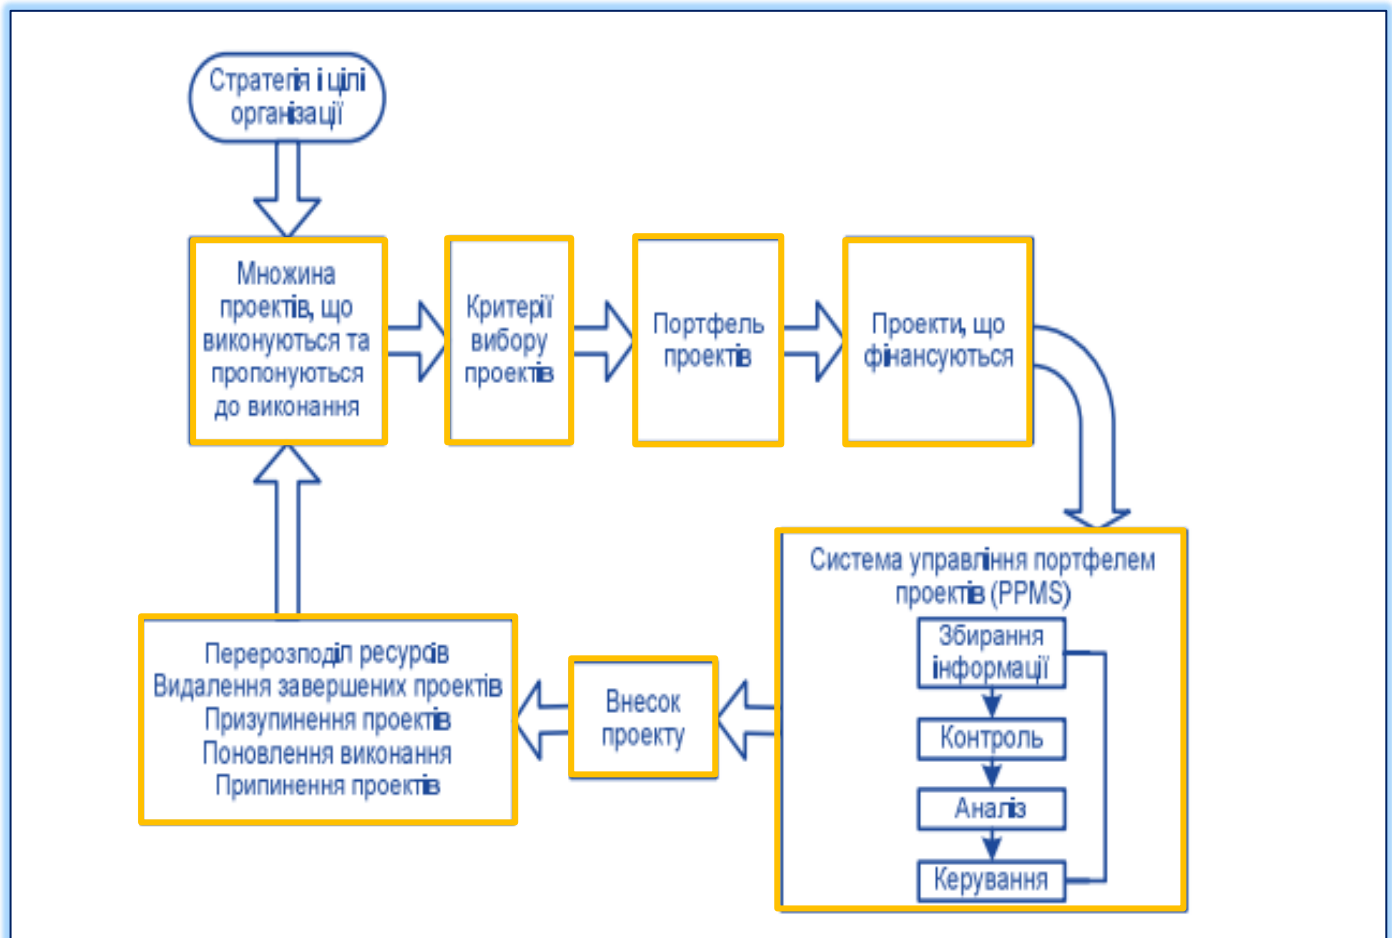 Стратегія і цілі
організації
Множина
проектів, що
виконуються та
пропонуються
до виконання
Критерії
вибору
проектів
Портфель
проектів
Проекти, що
фінансуються
Система управління портфелем
проектів (PPMS)
Збирання
інформації
Контроль
Аналіз
Керування
Внесок
проекту
Перерозподіл ресурсів
Видалення завершених проектів
Призупинення проектів
Поновлення виконання
Припинення проектів